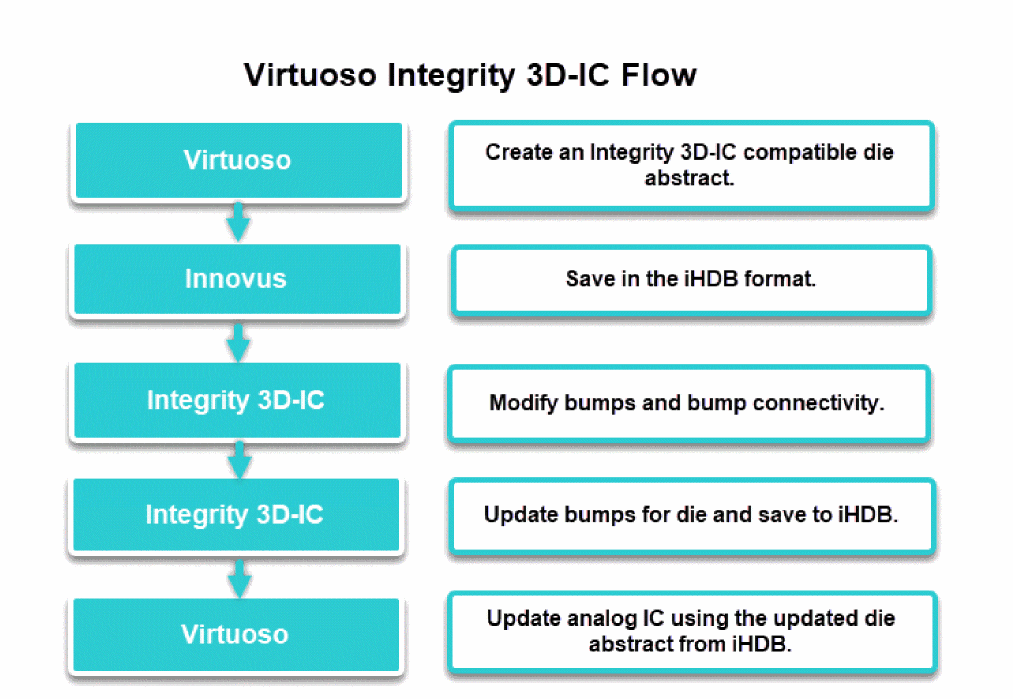 Virtuoso Integrity 3D-IC Flow
Virtuoso
Create an Integrity 3D-IC compatible die
abstract.
Innovus
Save in the iHDB format.
Integrity 3D-IC
Modify bumps and bump connectivity.
Integrity 3D-IC
Update bumps for die and save to iHDB.
Virtuoso
Update analog IC using the updated die
abstract from iHDB.